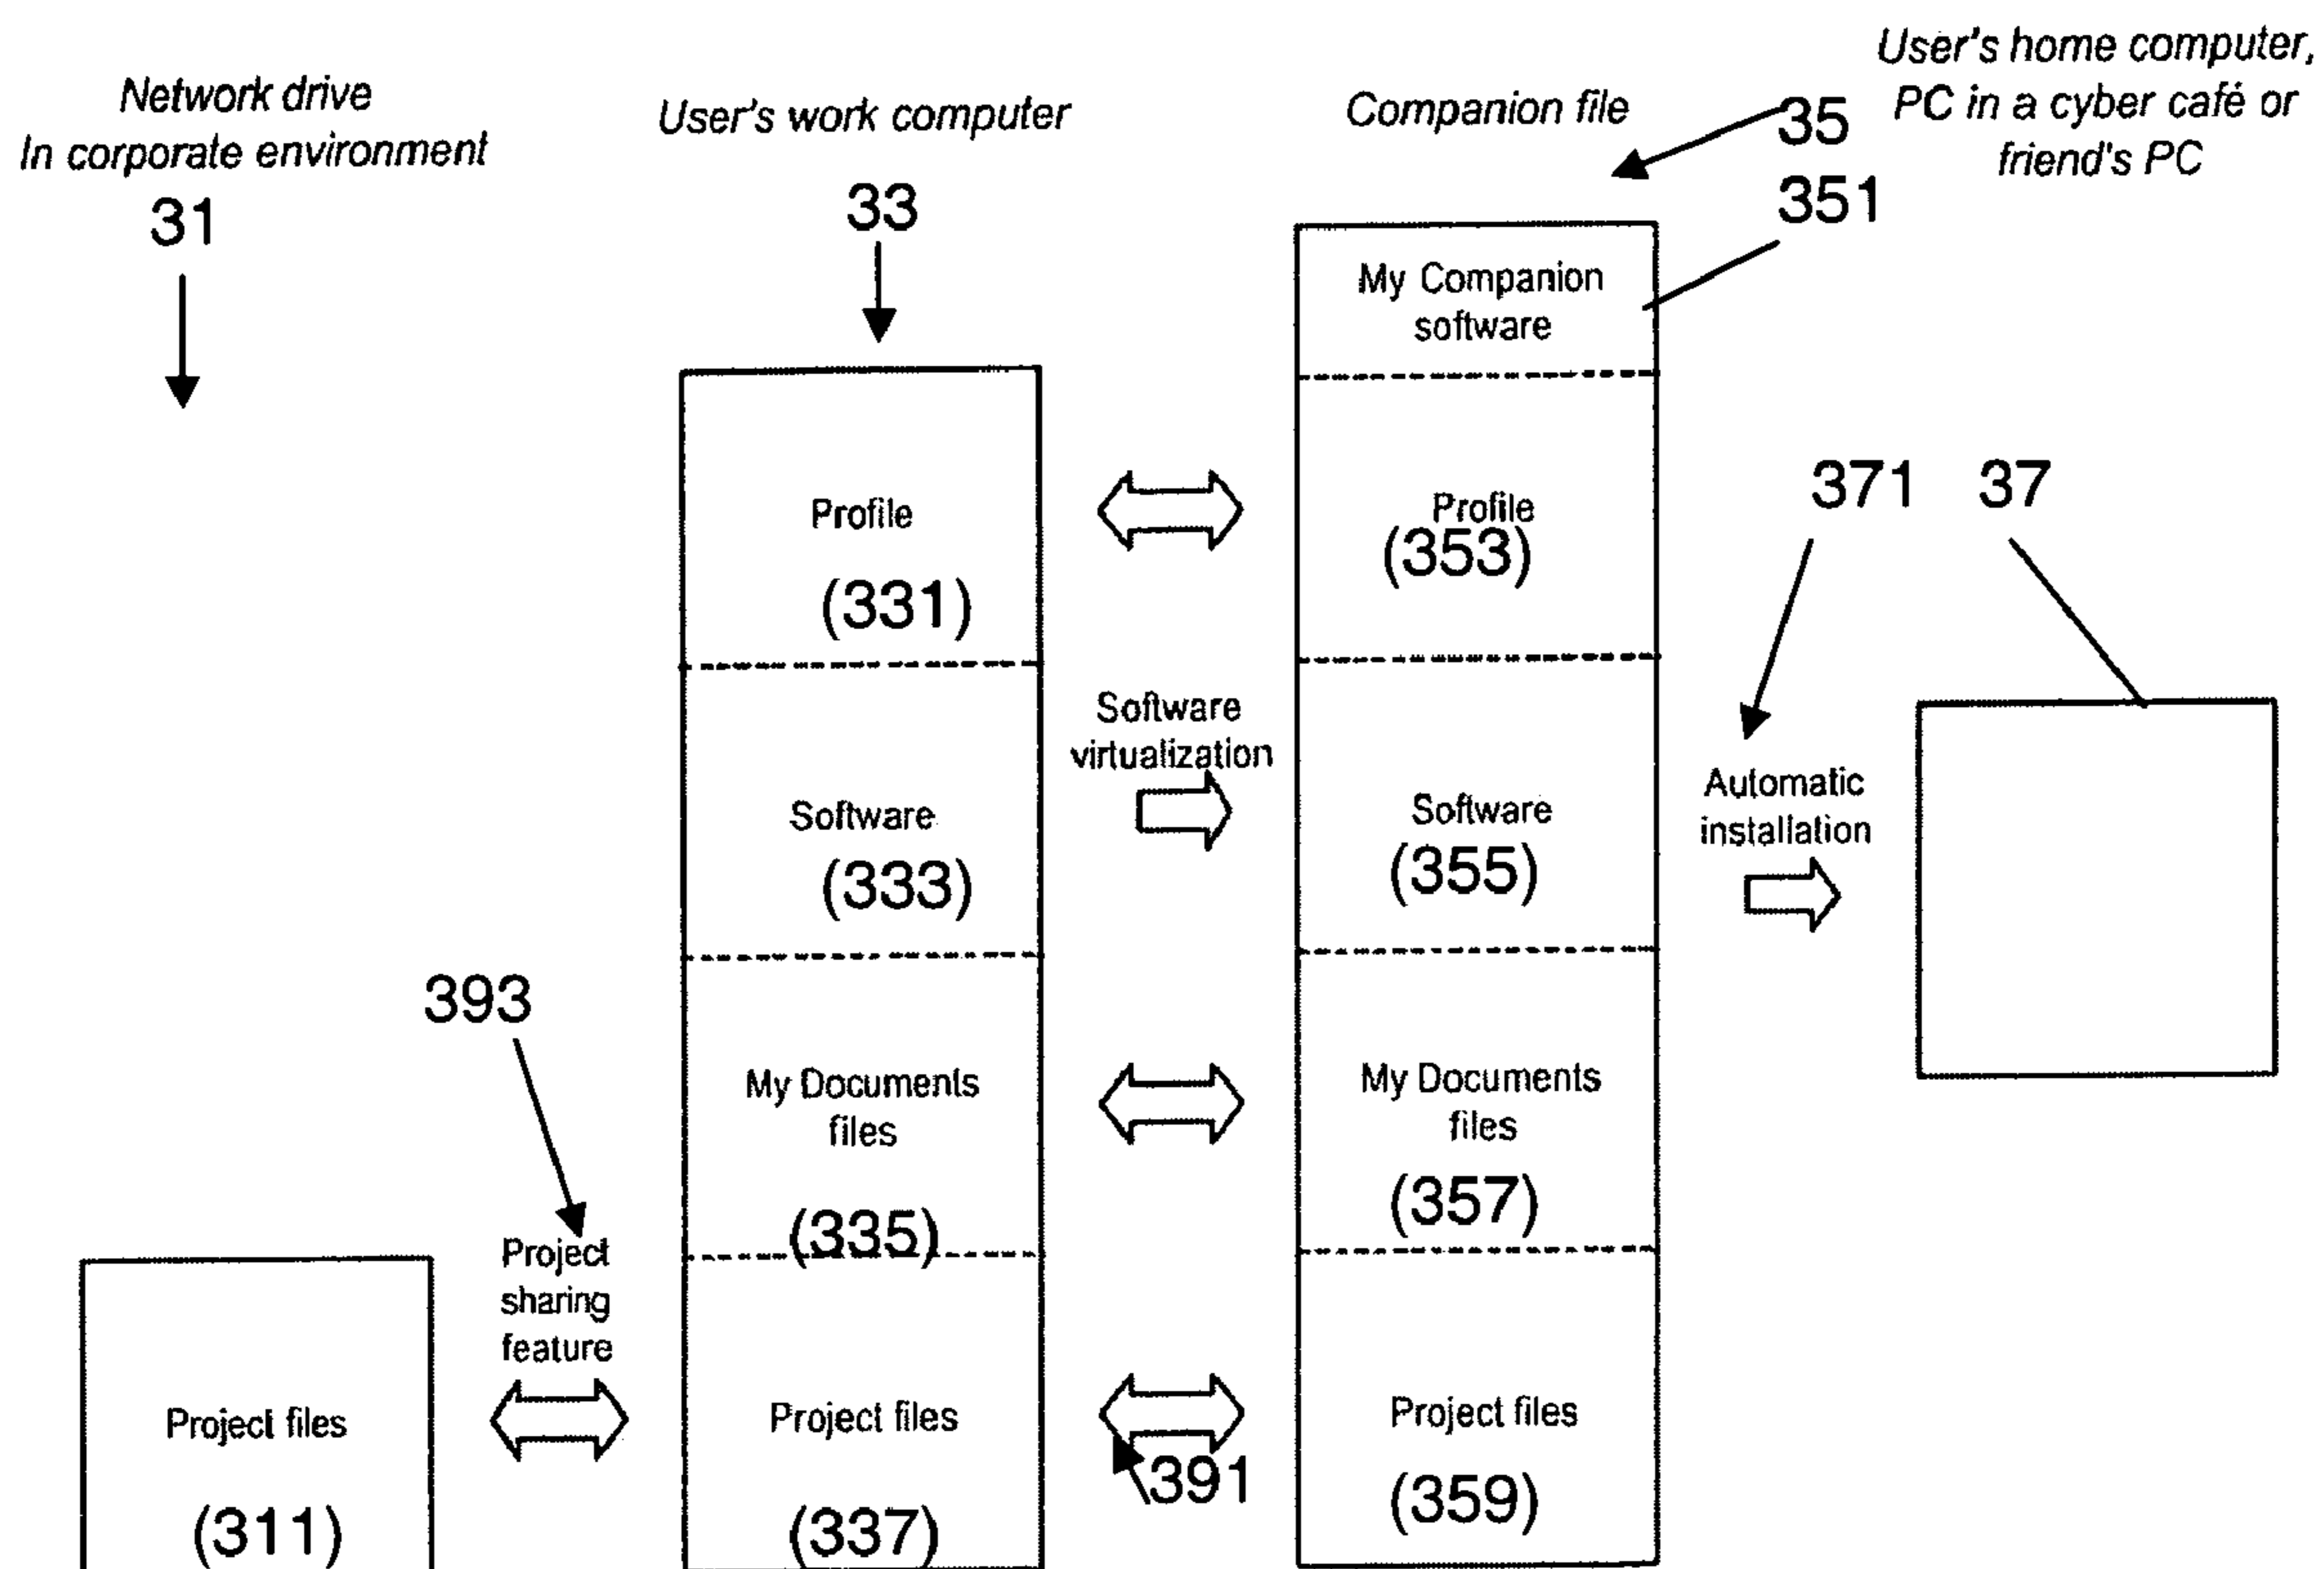 Network drive
In corporate environment
31
User's work computer
33
Companion file
35
351
User's home computer,
PC in a cyber café or
friend's PC
My Companion
software
Profile
(331)
Profile
(353)
371
37
Software
virtualization
Software
(333)
Software
(355)
Automatic
installation
393
My Documents
files
(335)
My Documents
files
(357)
Project
sharing
feature
Project files
(311)
Project files
(337)
391
Project files
(359)